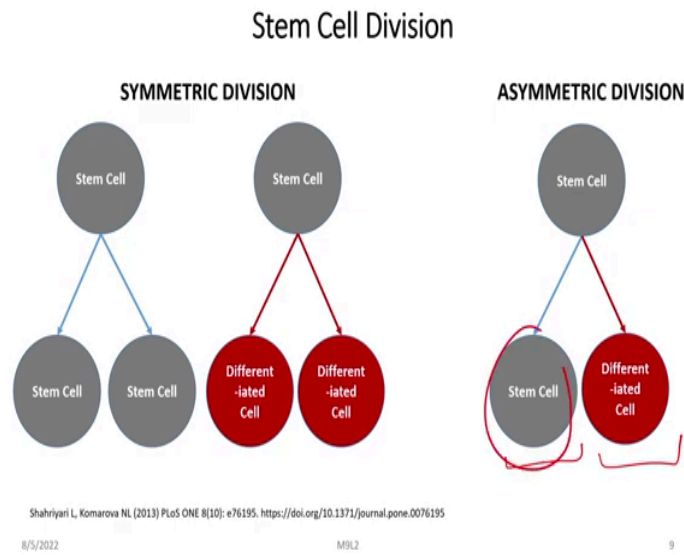 Stem Cell Division
SYMMETRIC DIVISION
ASYMMETRIC DIVISION
Stem Cell
Stem Cell
Stem Cell
Stem Cell
Stem Cell
Different
-iated
Cell
Different
-iated
Cell
Stem Cell
Different
-iated
Cell
Shahriyari L, Komarova NL (2013) PLoS ONE 8(10): e76195. https://doi.org/10.1371/journal.pone.0076195
8/5/2022
M9L2
9